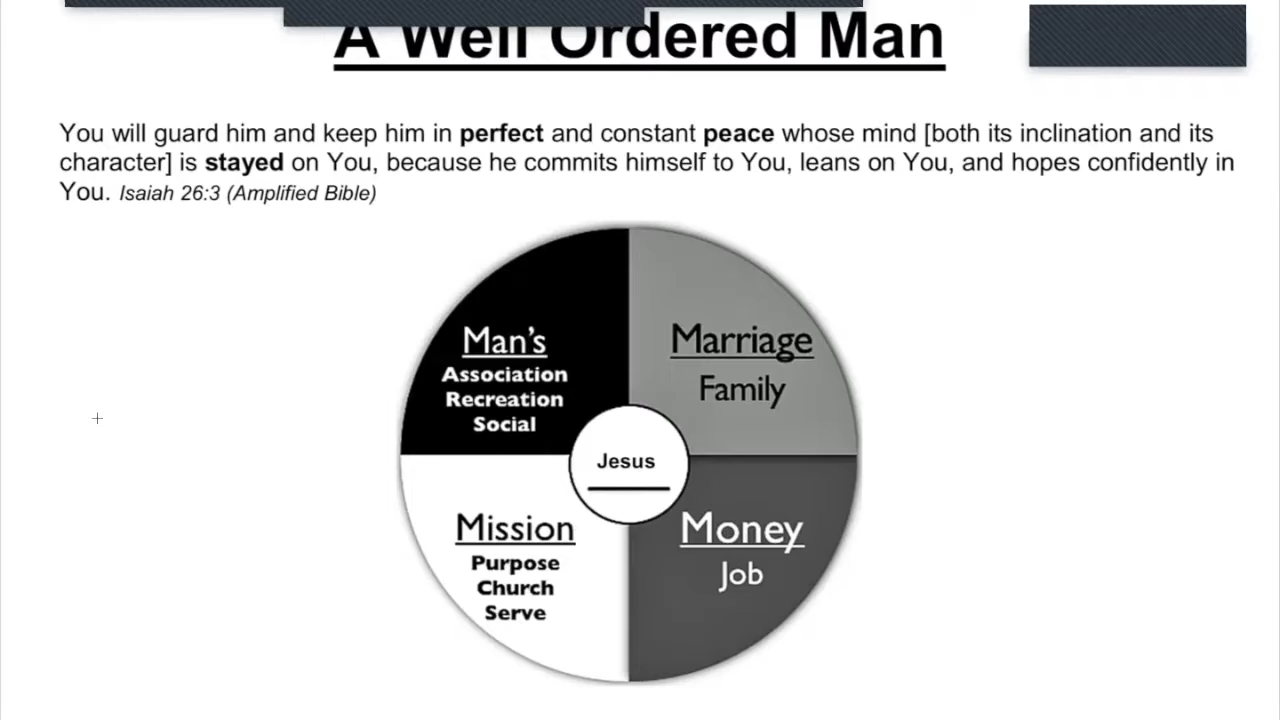 A Well Ordered Man
You will guard him and keep him in perfect and constant peace whose mind [both its inclination and its
character] is stayed on You, because he commits himself to You, leans on You, and hopes confidently in
You. Isaiah 26:3 (Amplified Bible)
Man's
Association
Recreation
Social
Marriage
Family
Jesus
Mission
Purpose
Church
Serve
Money
Job